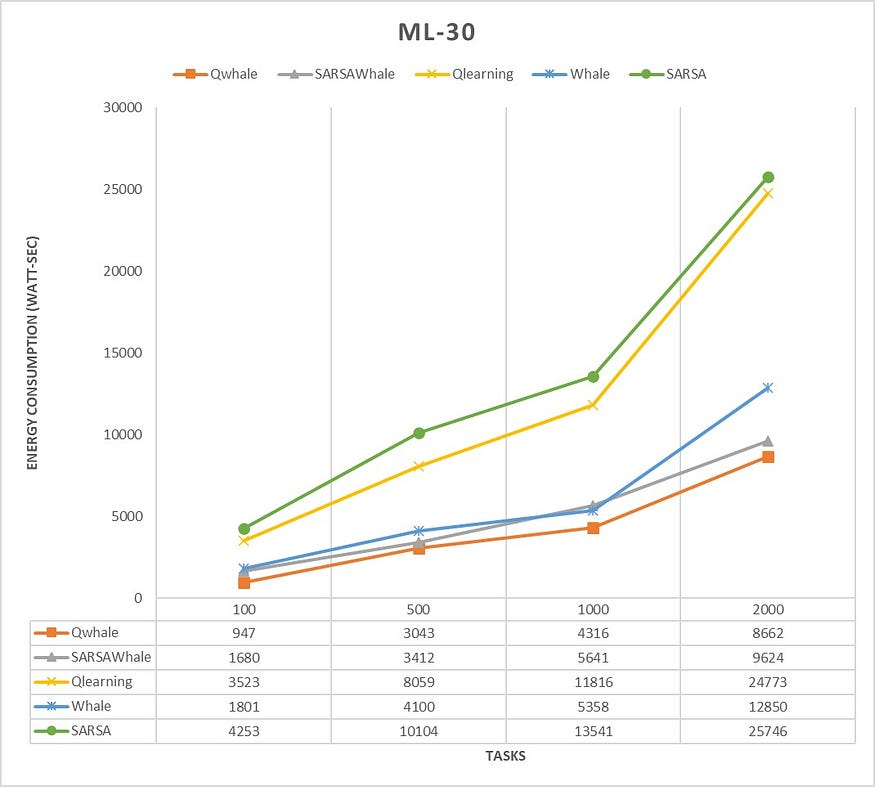 ML-30
Qwhale SARSAWhale Qlearning Whale SARSA
30000
25000
20000
15000
10000
5000
0
ENERGY CONSUMPTION (WATT-SEC)
100 500 1000 2000
Qwhale 947 3043 4316 8662
SARSAWhale 1680 3412 5641 9624
Qlearning 3523 8059 11816 24773
Whale 1801 4100 5358 12850
SARSA 4253 10104 13541 25746
TASKS